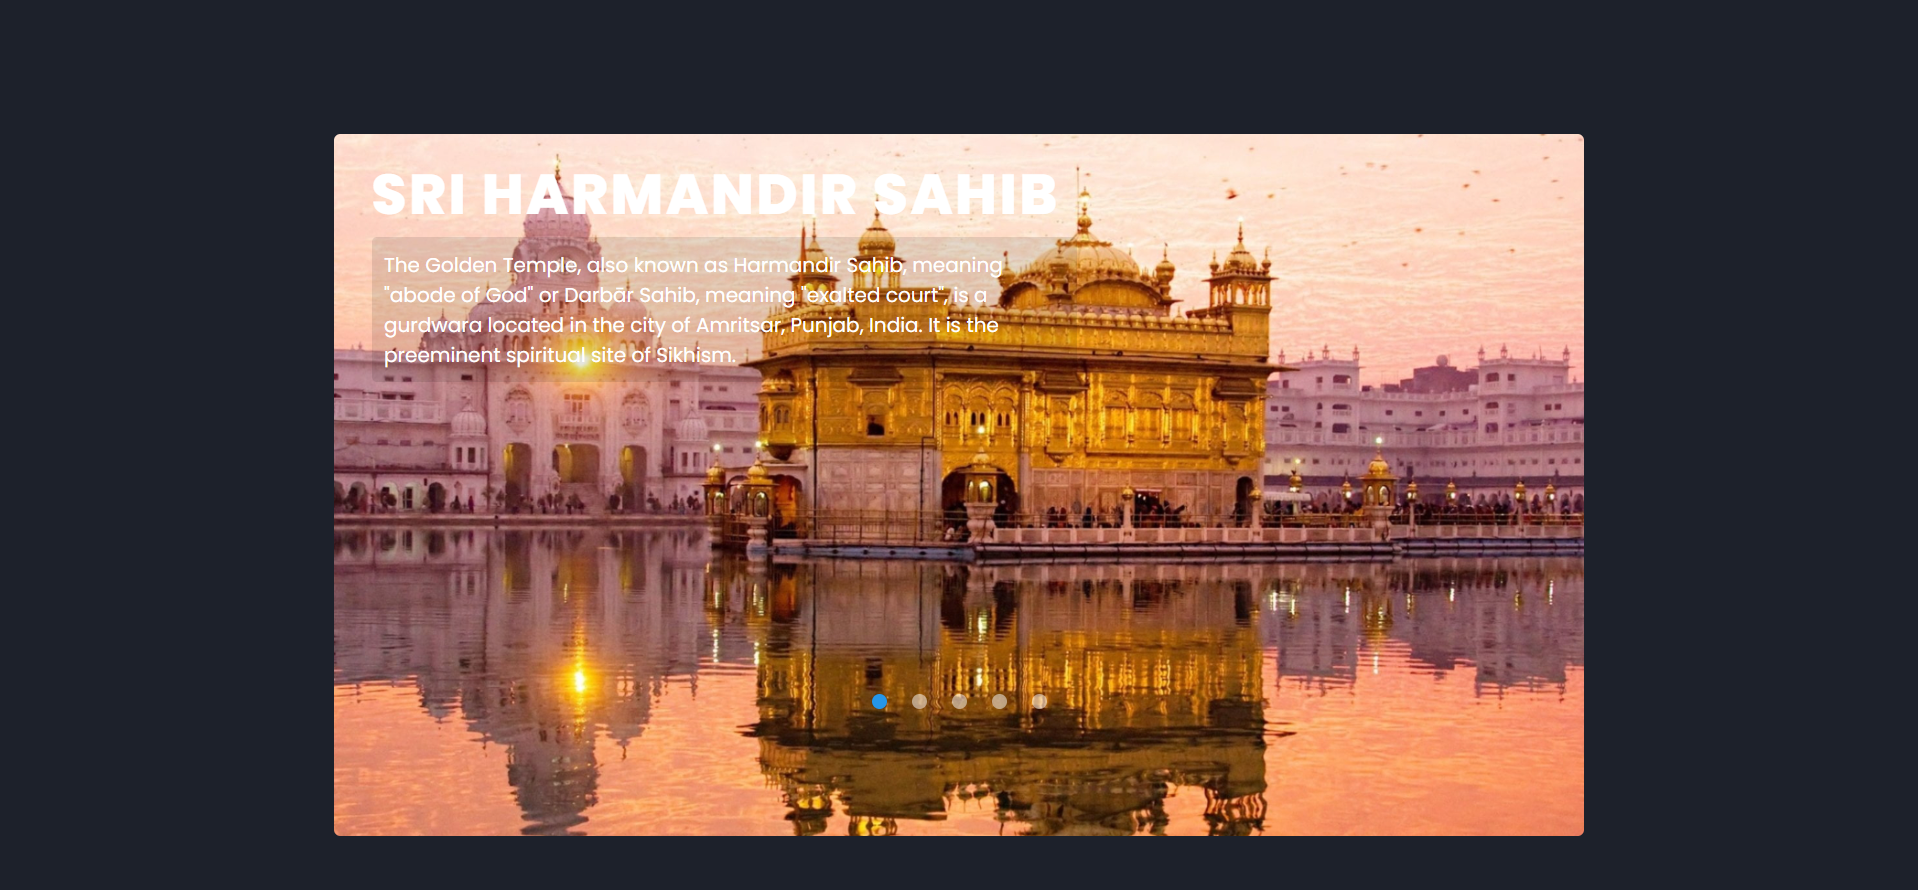 SRI HARMANDIR SAHIB
The Golden Temple, also known as Harmandir Sahib, meaning
"abode of God" or Darbār Sahib, meaning "exalted court", is a
gurdwara located in the city of Amritsar, Punjab, India. It is the
preeminent spiritual site of Sikhism.